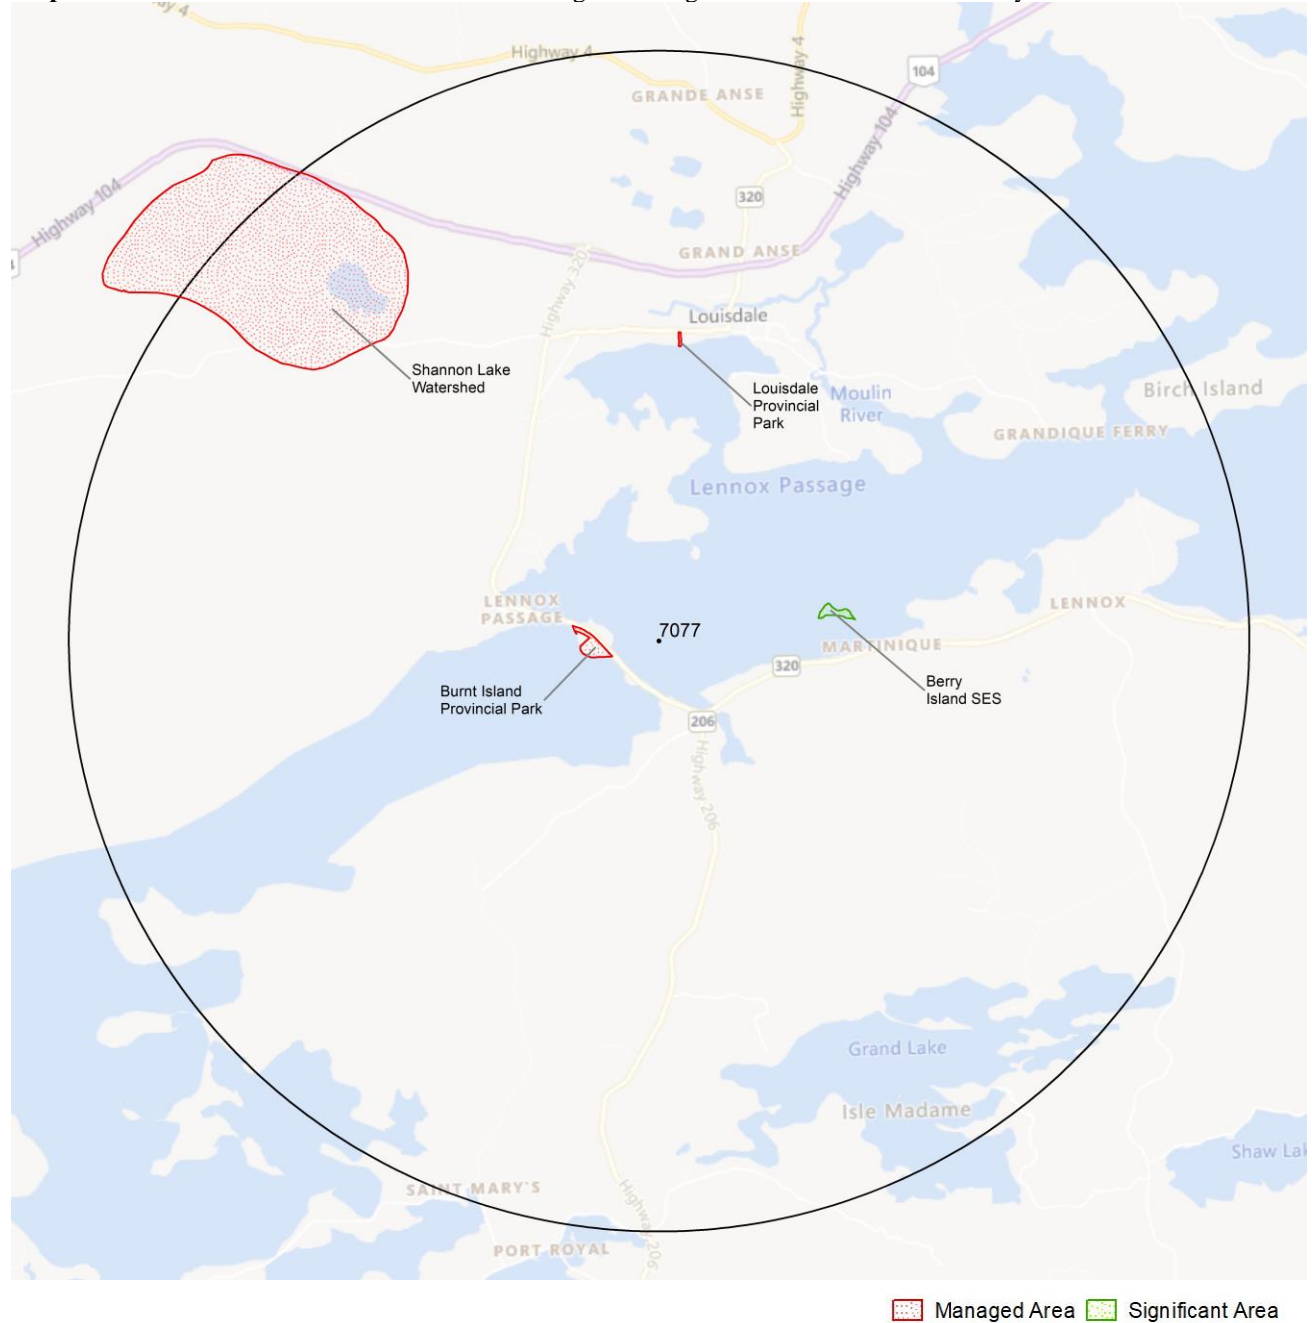 Highway 4
Highway 4
104
GRANDE ANSE
Highway 104
Highway 104
320
GRAND ANSE
Highway 320
Louisdale
Shannon Lake
Watershed
Louisdale
Provincial
Park
Moulin
River
Birch Island
GRANDIQUE FERRY
Lennox Passage
LENNOX
PASSAGE
LENNOX
7077
MARTINIQUE
320
Burnt Island
Provincial Park
Berry
Island SES
206
Highway 206
Grand Lake
Isle Madame
SAINT MARY'S
Highway 206
PORT ROYAL
Managed Area
Significant Area